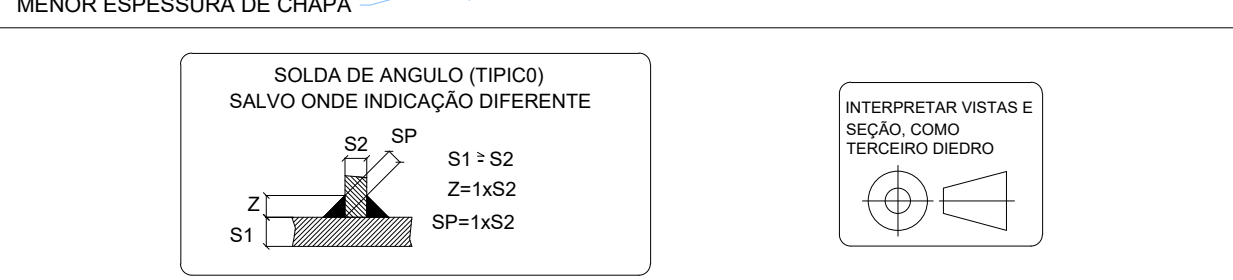 MENOR ESPESSURA DE CHAPA
SOLDA DE ANGULO (TIPIC0)
SALVO ONDE INDICAÇÃO DIFERENTE
S2
SP
S1 ≥ S2
Z=1xS2
SP=1xS2
Z
S1
INTERPRETAR VISTAS E
SEÇÃO, COMO
TERCEIRO DIEDRO